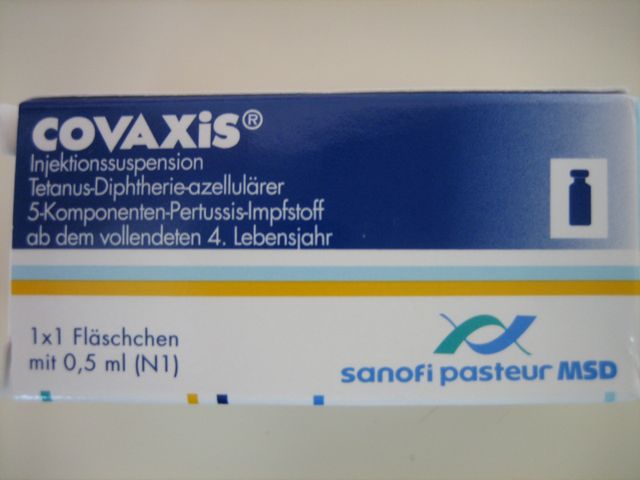 COVAXiS®
Injektionssuspension
Tetanus-Diphtherie-azellulärer
5-Komponenten-Pertussis-Impfstoff
ab dem vollendeten 4. Lebensjahr
1x1 Fläschchen
mit 0,5 ml (N1)
sanofi pasteur MSD